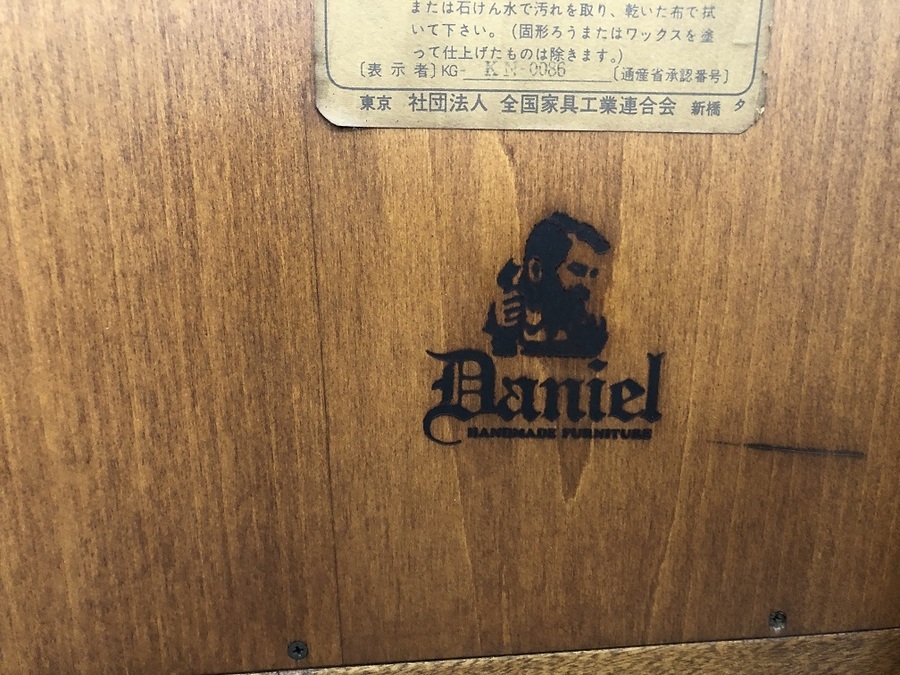 または石けん水で汚れを取り、乾いた布で拭
いて下さい。(固形ろうまたはワックスを塗
って仕上げたものは除きます。)
〔表示者〕KG- KN-0086 〔通産省承認番号〕
東京 社団法人 全国家具工業連合会 新橋 タ
Daniel
HANDMADE FURNITURE